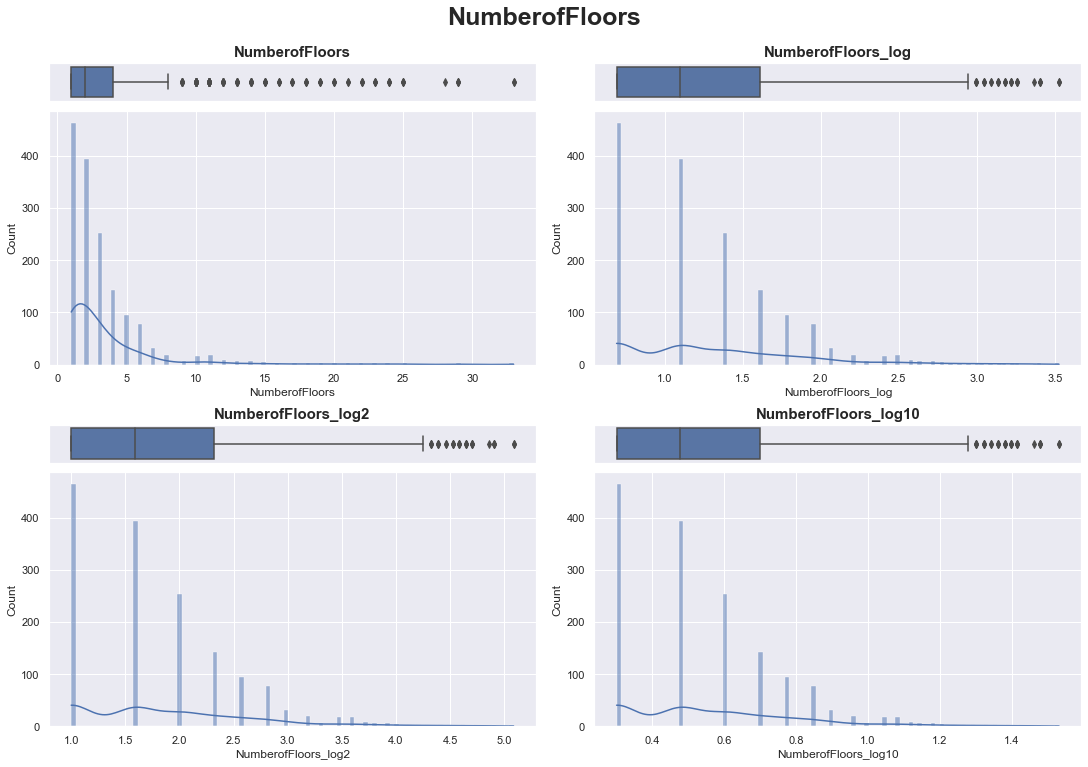 NumberofFloors
NumberofFloors
NumberofFloors_log
Count
400
300
200
100
0
0 5 10 15 20 25 30
NumberofFloors
Count
400
300
200
100
0
1.0 1.5 2.0 2.5 3.0 3.5
NumberofFloors_log
NumberofFloors_log2
NumberofFloors_log10
Count
400
300
200
100
0
1.0 1.5 2.0 2.5 3.0 3.5 4.0 4.5 5.0
NumberofFloors_log2
Count
400
300
200
100
0
0.4 0.6 0.8 1.0 1.2 1.4
NumberofFloors_log10